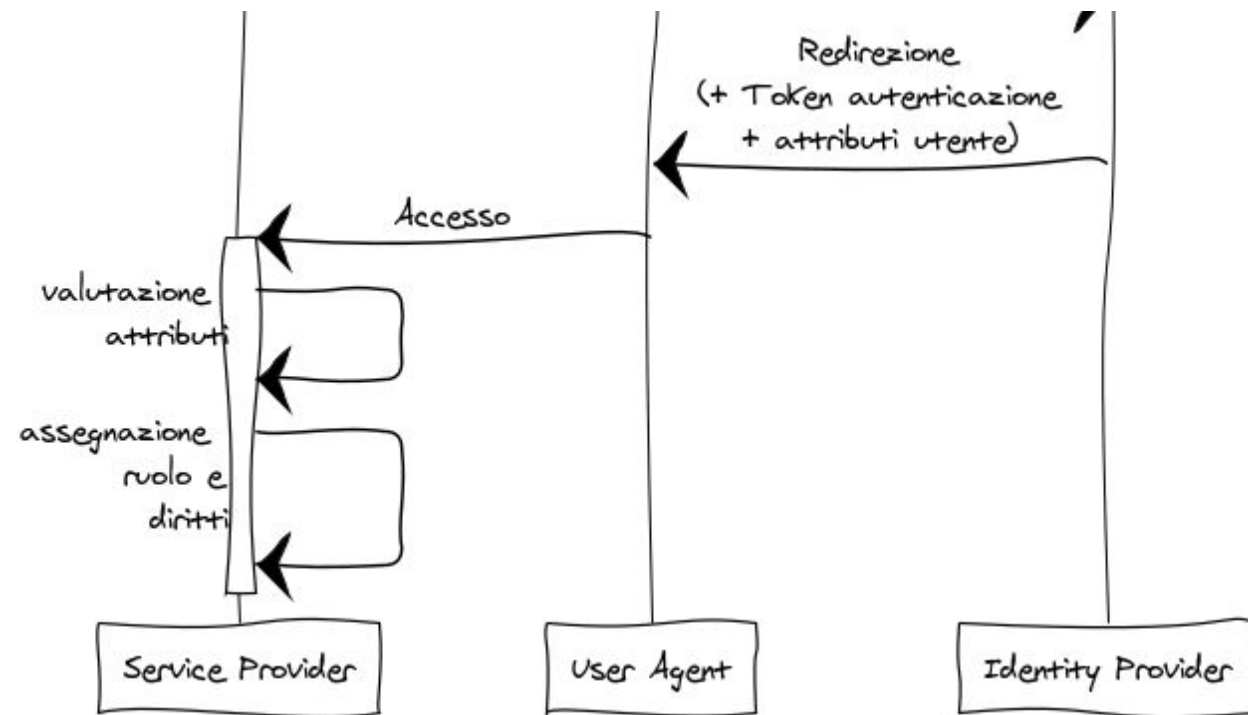 Redirezione
(+ Token autenticazione
+ attributi utente)
Accesso
valutazione
attributi
assegnazione
ruolo e
diritti
Service Provider
User Agent
Identity Provider